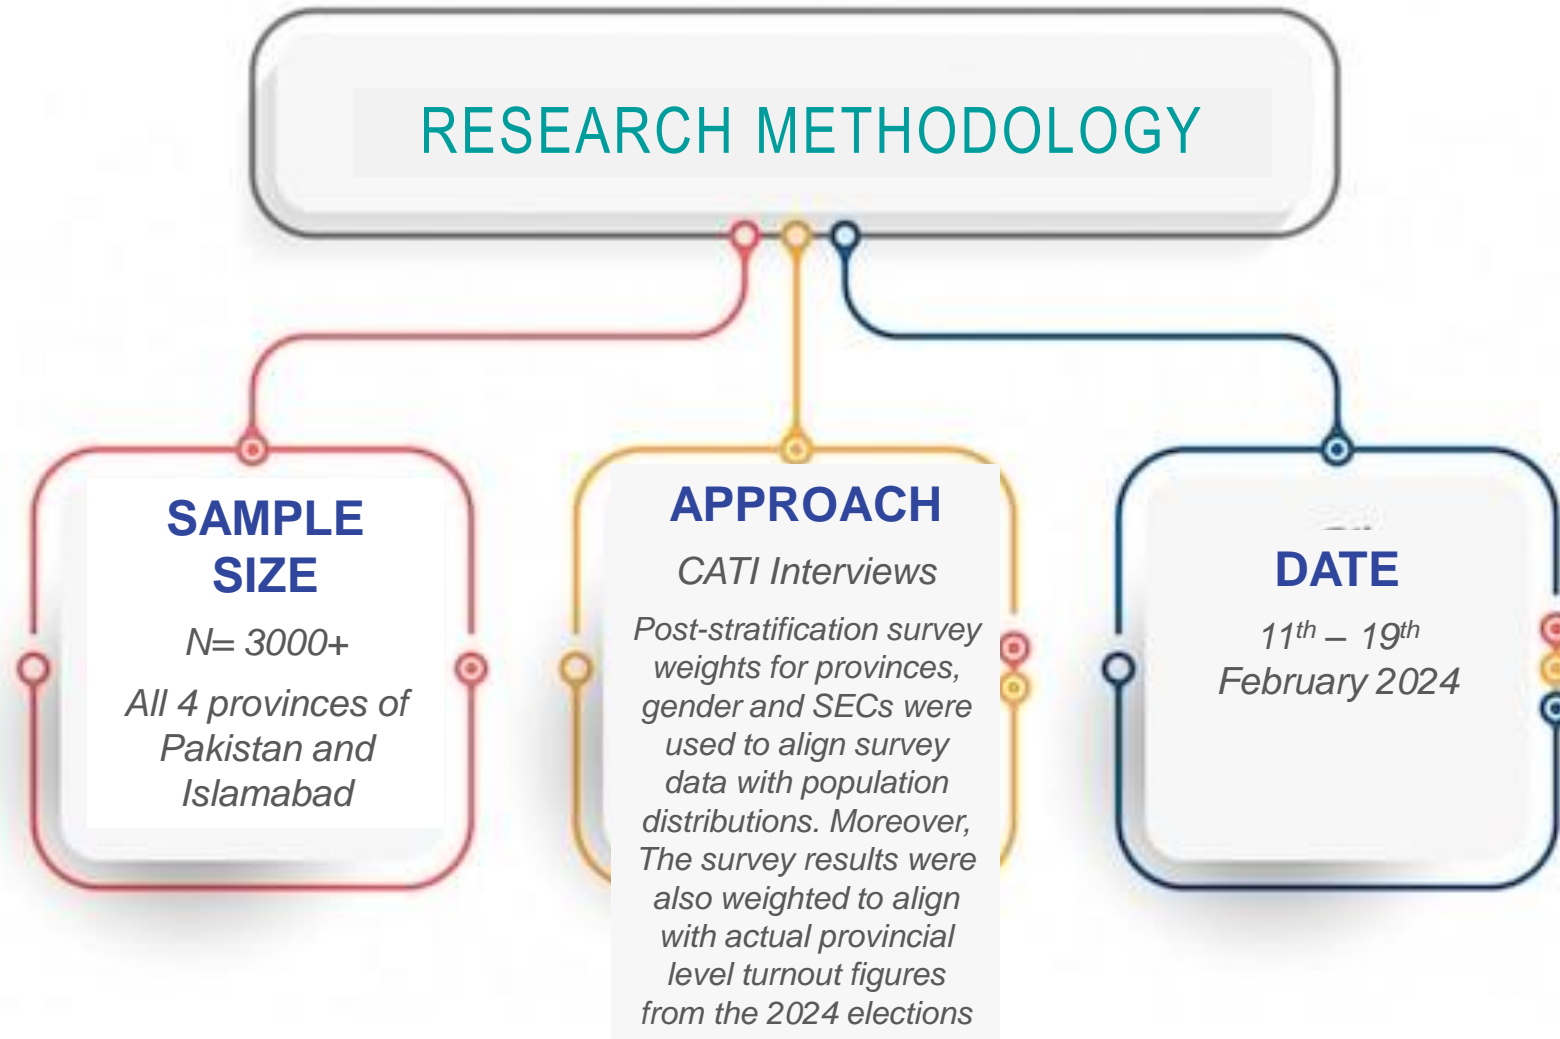 RESEARCH METHODOLOGY
SAMPLE
SIZE
N= 3000+
All 4 provinces of
Pakistan and
Islamabad
APPROACH
CATI Interviews
Post-stratification survey
weights for provinces,
gender and SECs were
used to align survey
data with population
distributions. Moreover,
The survey results were
also weighted to align
with actual provincial
level turnout figures
from the 2024 elections
DATE
11th – 19th
February 2024